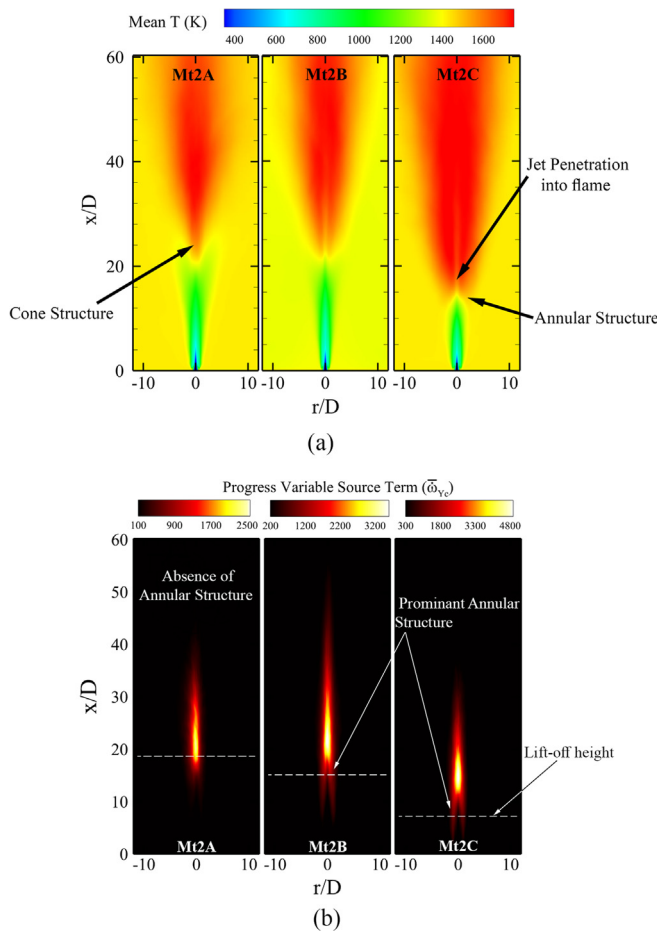 Mean T (K)
400 600 800 1000 1200 1400 1600
60
40
20
0
x/D
Mt2A
Mt2B
Mt2C
Jet Penetration
into flame
Cone Structure
Annular Structure
-10 0 10
-10 0 10
-10 0 10
r/D
(a)
Progress Variable Source Term (ω̅Yc)
100 900 1700 2500
200 1200 2200 3200
300 1800 3300 4800
60
50
40
30
20
10
0
x/D
Absence of
Annular Structure
Prominant Annular
Structure
Lift-off height
Mt2A
Mt2B
Mt2C
-10 0 10
-10 0 10
-10 0 10
r/D
(b)